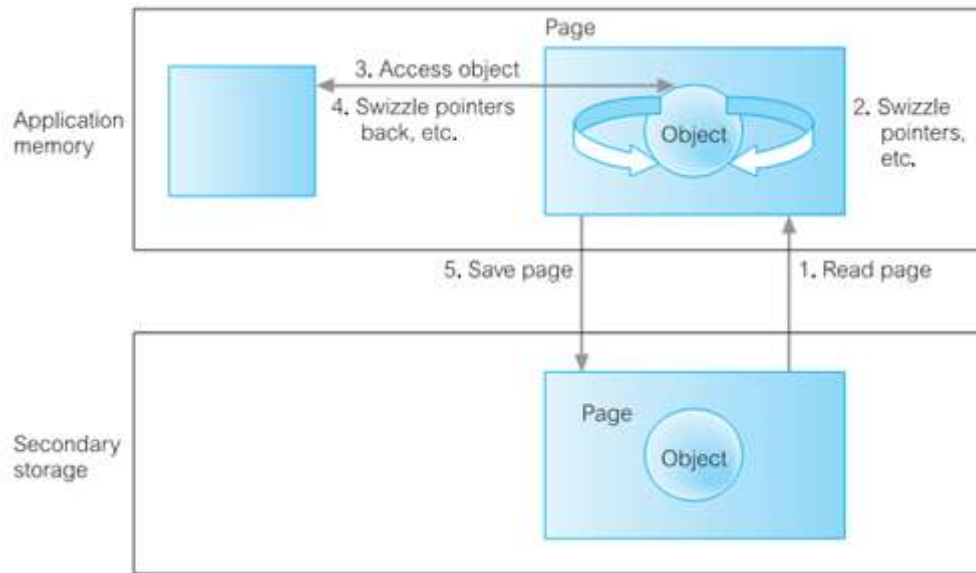 Page
3. Access object
Application
memory
4. Swizzle pointers
back, etc.
Object
2. Swizzle
pointers,
etc.
5. Save page
1. Read page
Secondary
storage
Page
Object